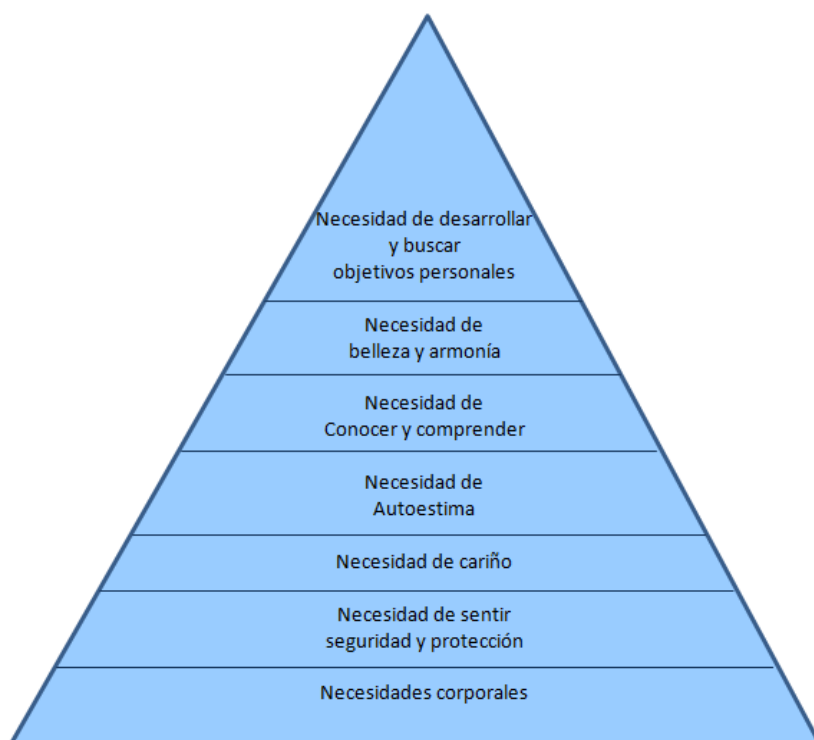 Necesidad de desarrollar
y buscar
objetivos personales
Necesidad de
belleza y armonía
Necesidad de
Conocer y comprender
Necesidad de
Autoestima
Necesidad de cariño
Necesidad de sentir
seguridad y protección
Necesidades corporales